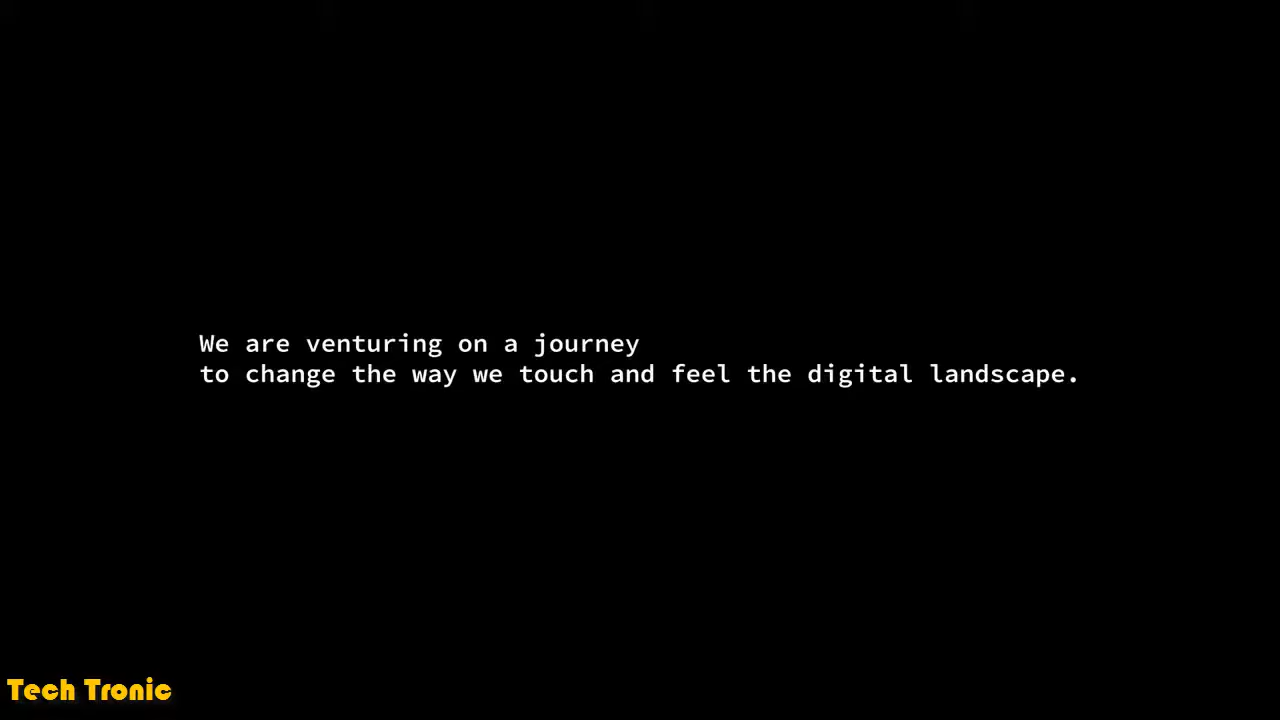 We are venturing on a journey
to change the way we touch and feel the digital landscape.
Tech Tronic